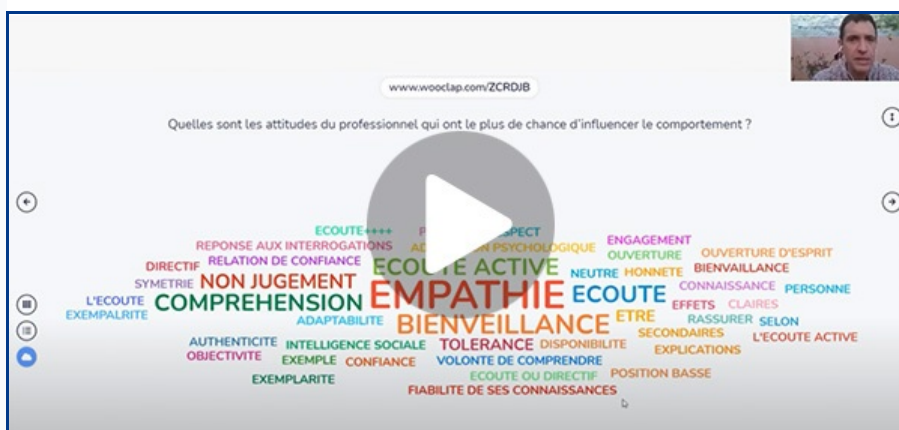 www.wooclap.com/ZCRDJB
Quelles sont les attitudes du professionnel qui ont le plus de chance d'influencer le comportement ?
ECOUTE++++
ENGAGEMENT
REPONSE AUX INTERROGATIONS PSYCHOLOGIQUE OUVERTURE OUVERTURE D'ESPRIT
DIRECTIF RELATION DE CONFIANCE ECOUTE ACTIVE NEUTRE HONNETE BIENVAILLANCE
SYMETRIE NON JUGEMENT EMPATHIE ECOUTE CONNAISSANCE PERSONNE
L'ECOUTE COMPREHENSION EFFETS CLAIRES
EXEMPALRITE ADAPTABILITE BIENVEILLANCE ETRE RASSURER SELON
AUTHENTICITE INTELLIGENCE SOCIALE TOLERANCE DISPONIBILITE SECONDAIRES L'ECOUTE ACTIVE
OBJECTIVITE EXEMPLE CONFIANCE VOLONTE DE COMPRENDRE EXPLICATIONS
EXEMPLARITE ECOUTE OU DIRECTIF POSITION BASSE
FIABILITE DE SES CONNAISSANCES